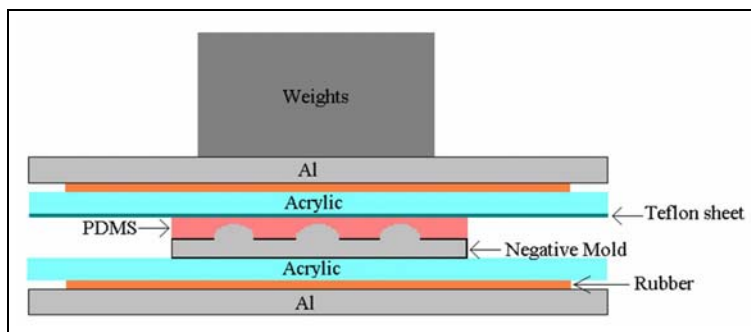 Weights
Al
Acrylic
Teflon sheet
PDMS
Negative Mold
Acrylic
Rubber
Al